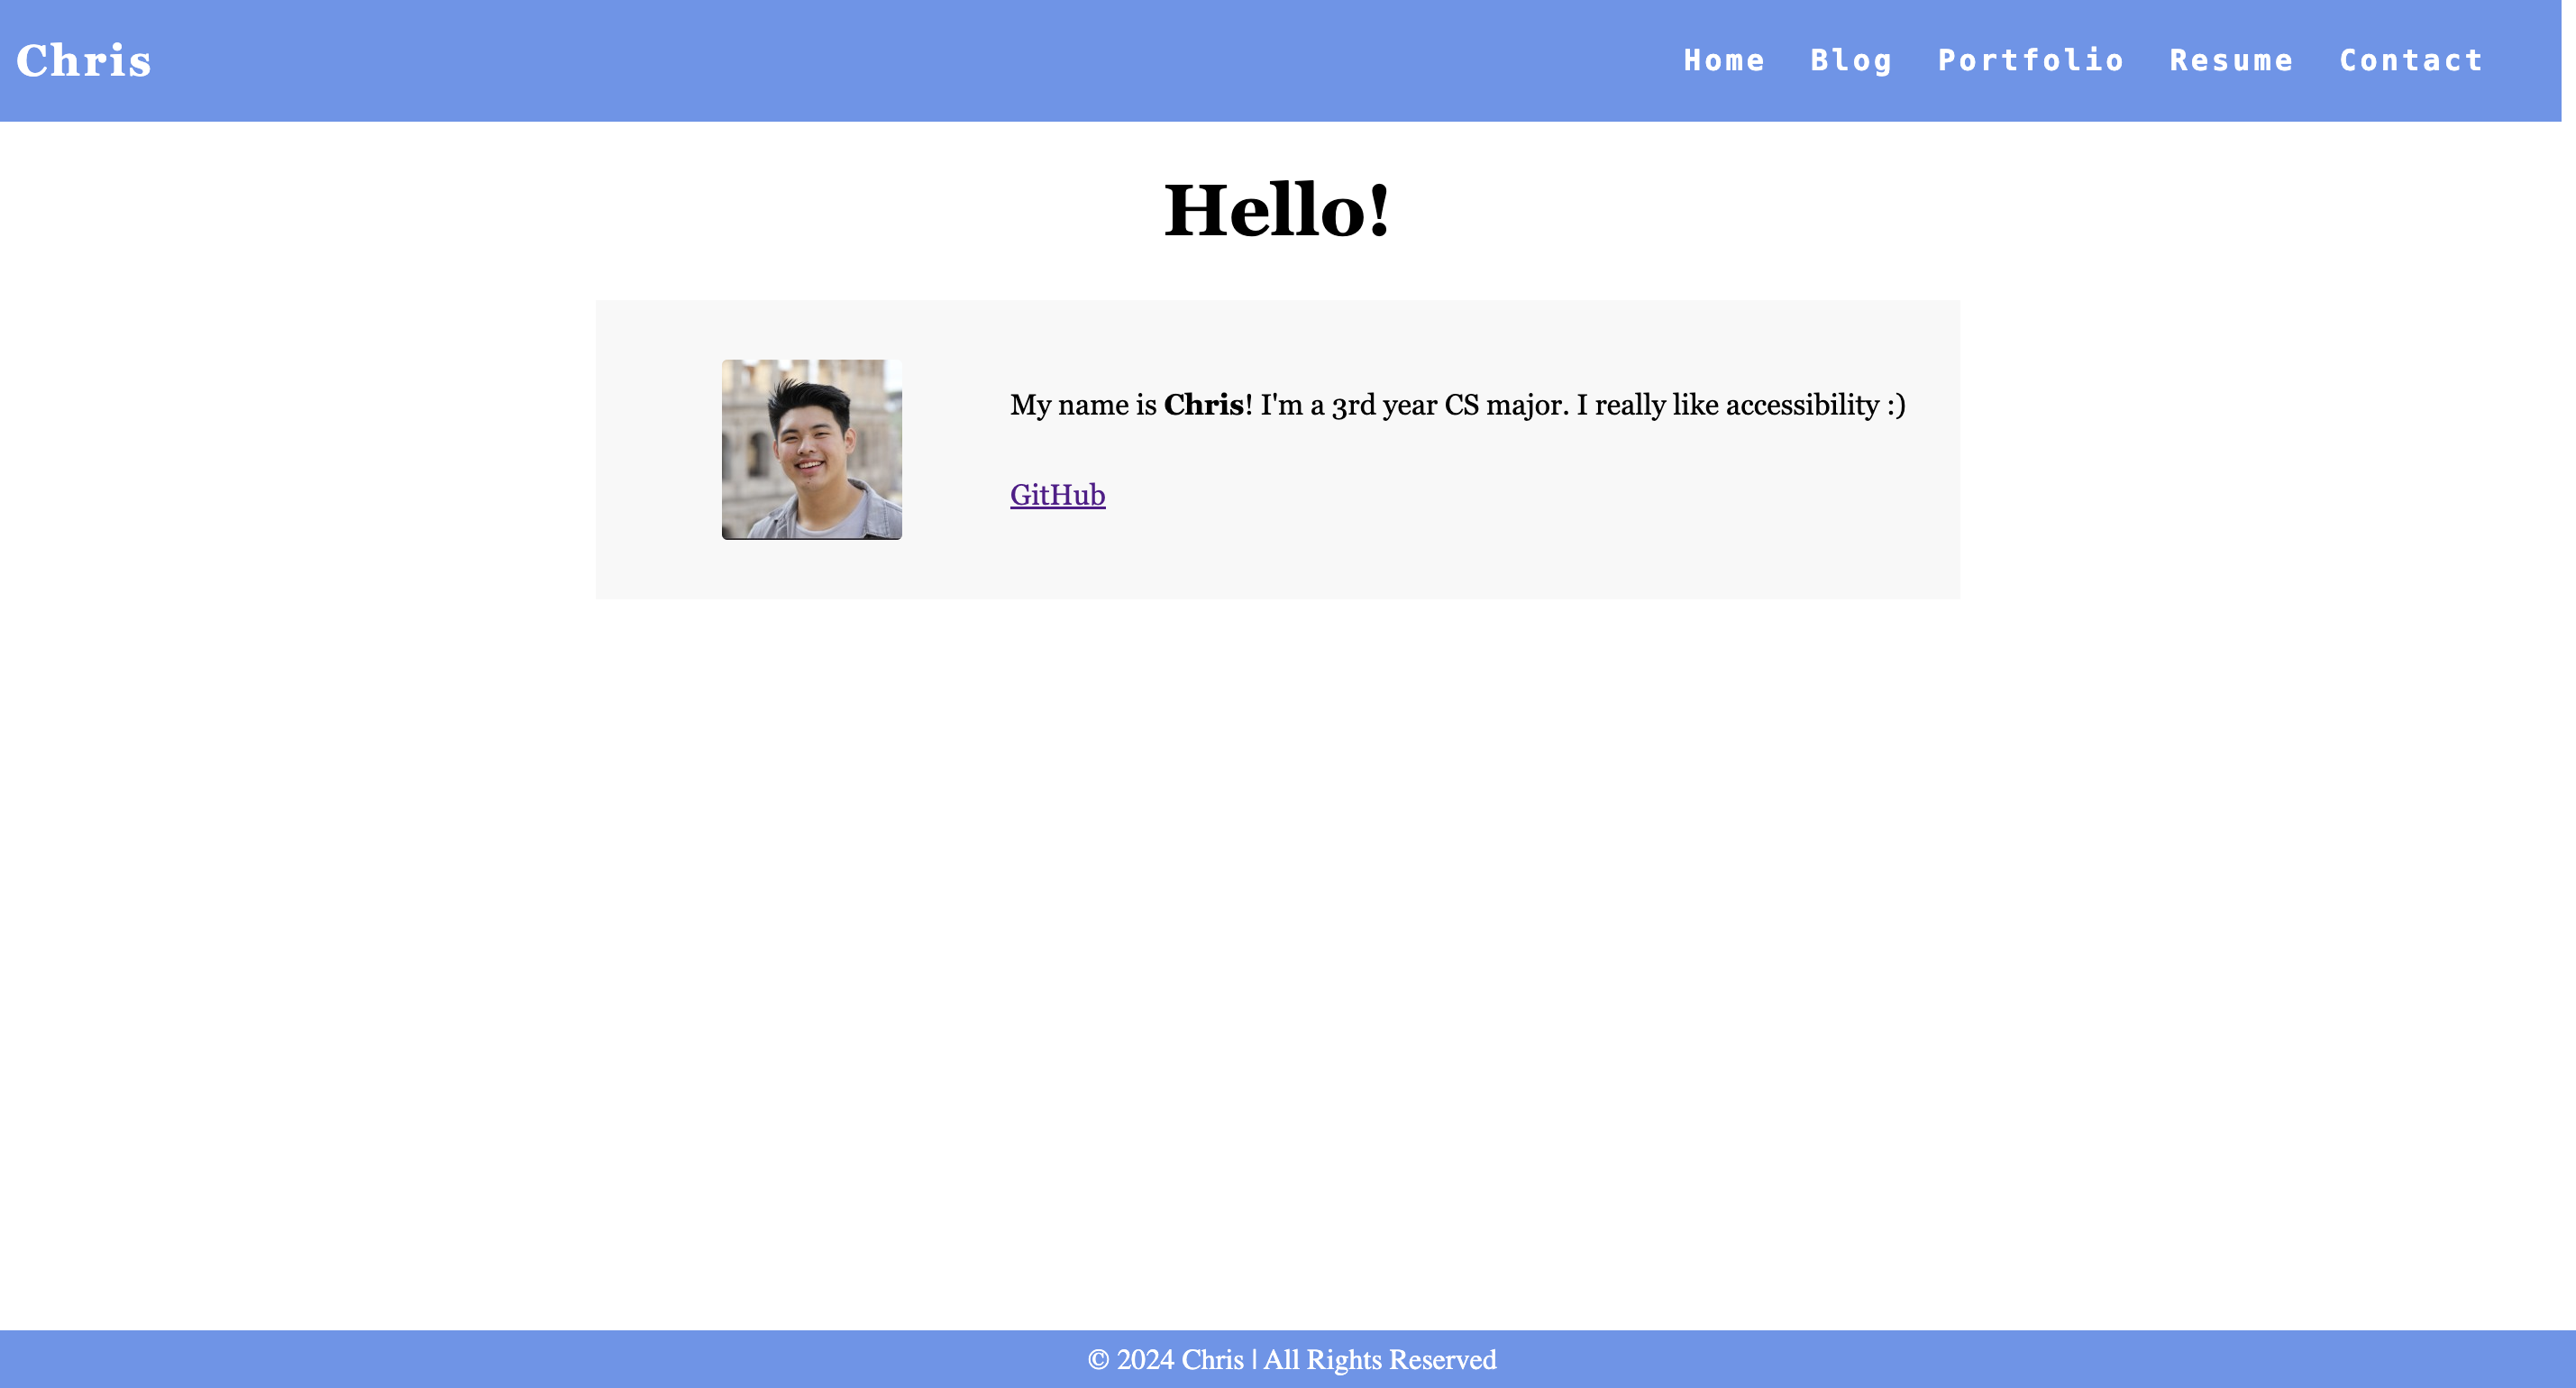 Chris
Home Blog Portfolio Resume Contact
Hello!
My name is Chris! I'm a 3rd year CS major. I really like accessibility :)
GitHub
© 2024 Chris | All Rights Reserved